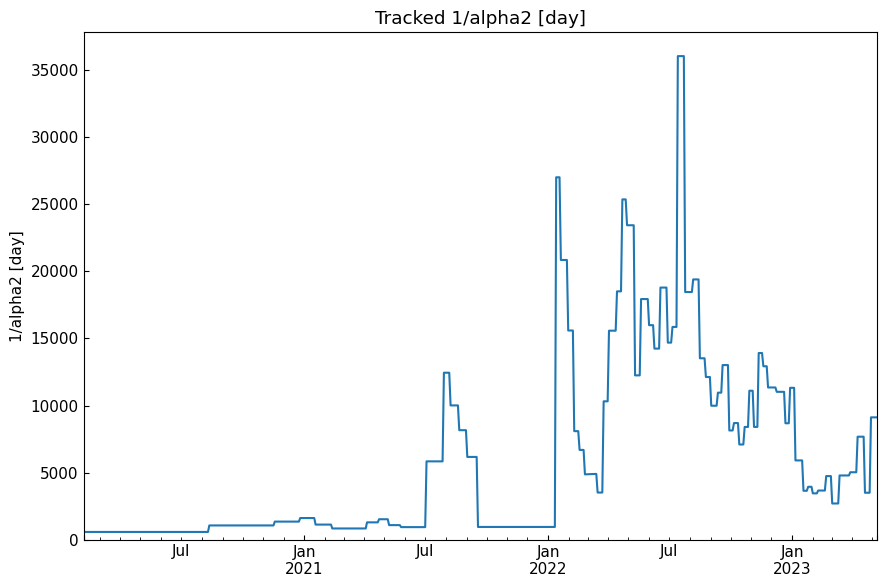 Tracked 1/alpha2 [day]
1/alpha2 [day]
35000
30000
25000
20000
15000
10000
5000
0
Jul
Jan
2021
Jul
Jan
2022
Jul
Jan
2023